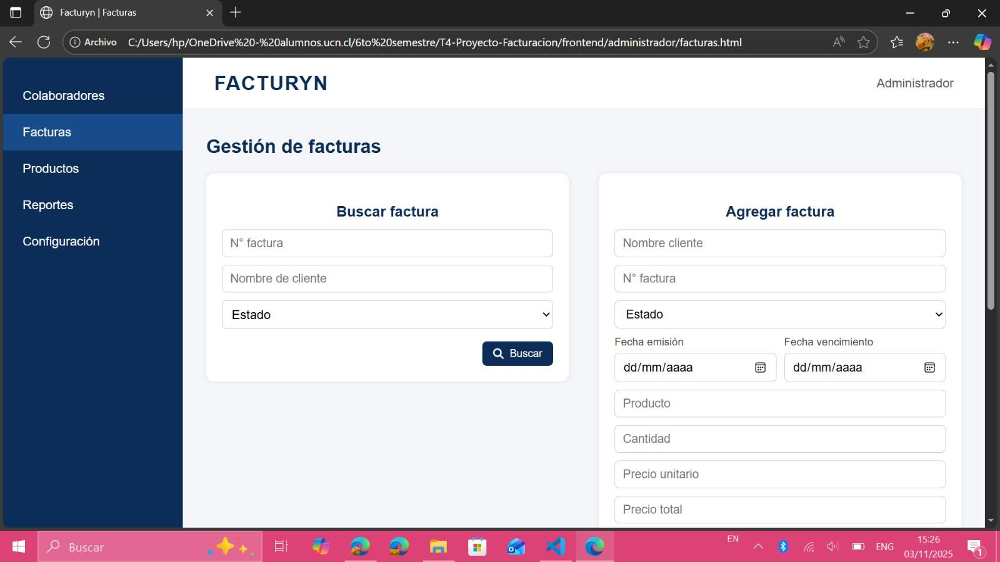 Facturyn | Facturas
Archivo
C:/Users/hp/OneDrive%20-%20alumnos.ucn.cl/6to%20semestre/T4-Proyecto-Facturacion/frontend/administrador/facturas.html
Colaboradores
Facturas
Productos
Reportes
Configuración
FACTURYN
Administrador
Gestión de facturas
Buscar factura
N° factura
Nombre de cliente
Estado
Buscar
Agregar factura
Nombre cliente
N° factura
Estado
Fecha emisión
Fecha vencimiento
dd/mm/aaaa
dd/mm/aaaa
Producto
Cantidad
Precio unitario
Precio total
Buscar
EN
ENG
15:26
03/11/2025
1